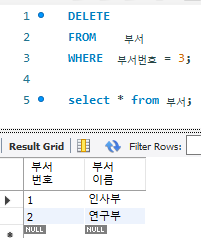 1 DELETE
2 FROM 부서
3 WHERE 부서번호 = 3;
4
5 select * from 부서;
Result Grid Filter Rows:
부서 부서
번호 이름
1 인사부
2 연구부
NULL NULL